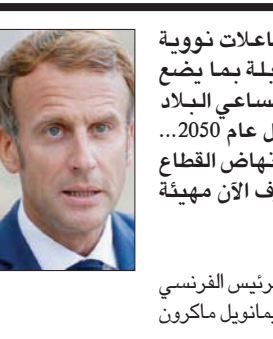 اعلات نووية
يلة بما يضع
ساعي البلاد
ل عام 2050...
نهاض القطاع
ف الآن مهيئة
رئيس الفرنسي
يمانويل ماكرون